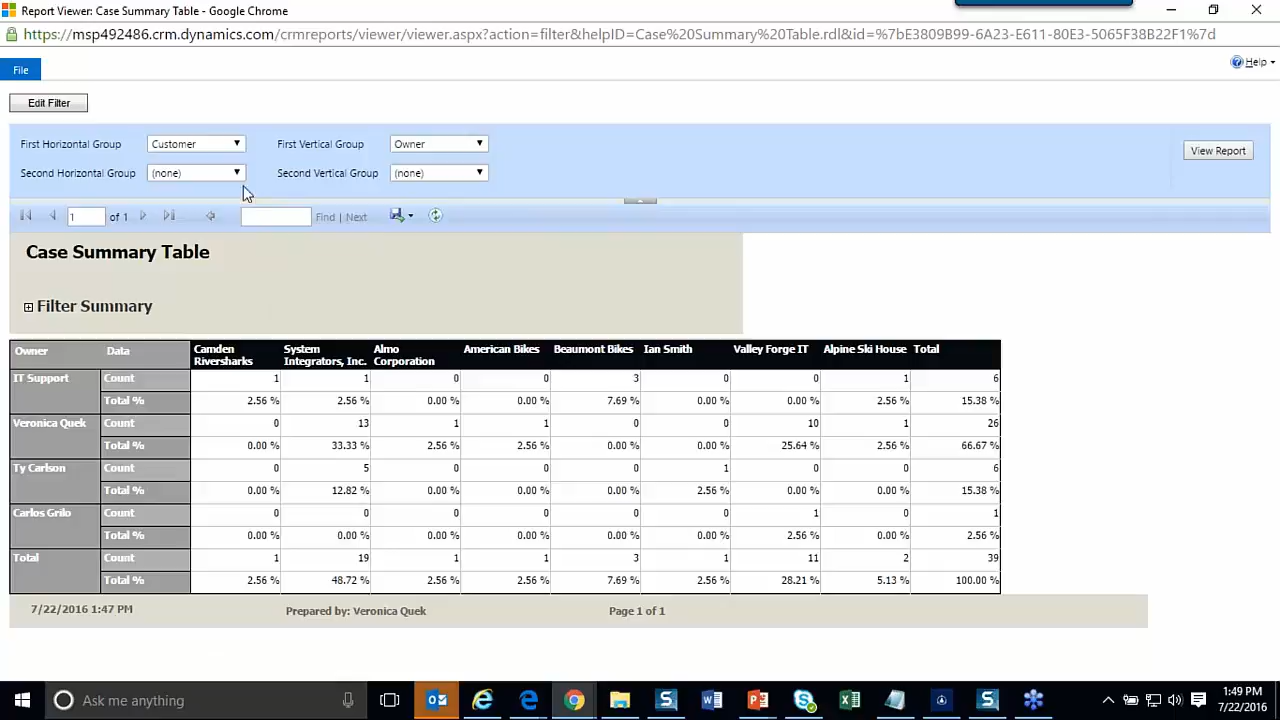 Report Viewer: Case Summary Table - Google Chrome
https://msp492486.crm.dynamics.com/crmreports/viewer/viewer.aspx?action=filter&helpID=Case%20Summary%20Table.rdl&id=%7bE3809B99-6A23-E611-80E3-5065F38B22F1%7d
File
Help
Edit Filter
First Horizontal Group Customer First Vertical Group Owner
View Report
Second Horizontal Group (none) Second Vertical Group (none)
1 of 1 Find | Next
Case Summary Table
Filter Summary
Owner Data Camden Riversharks System Integrators, Inc. Almo Corporation American Bikes Beaumont Bikes Ian Smith Valley Forge IT Alpine Ski House Total
IT Support Count 1 1 0 0 3 0 0 1 6
Total % 2.56 % 2.56 % 0.00 % 0.00 % 7.69 % 0.00 % 0.00 % 2.56 % 15.38 %
Veronica Quek Count 0 13 1 1 0 0 10 1 26
Total % 0.00 % 33.33 % 2.56 % 2.56 % 0.00 % 0.00 % 25.64 % 2.56 % 66.67 %
Ty Carlson Count 0 5 0 0 0 1 0 0 6
Total % 0.00 % 12.82 % 0.00 % 0.00 % 0.00 % 2.56 % 0.00 % 0.00 % 15.38 %
Carlos Grilo Count 0 0 0 0 0 0 1 0 1
Total % 0.00 % 0.00 % 0.00 % 0.00 % 0.00 % 0.00 % 2.56 % 0.00 % 2.56 %
Total Count 1 19 1 1 3 1 11 2 39
Total % 2.56 % 48.72 % 2.56 % 2.56 % 7.69 % 2.56 % 28.21 % 5.13 % 100.00 %
7/22/2016 1:47 PM Prepared by: Veronica Quek Page 1 of 1
Ask me anything
1:49 PM
7/22/2016